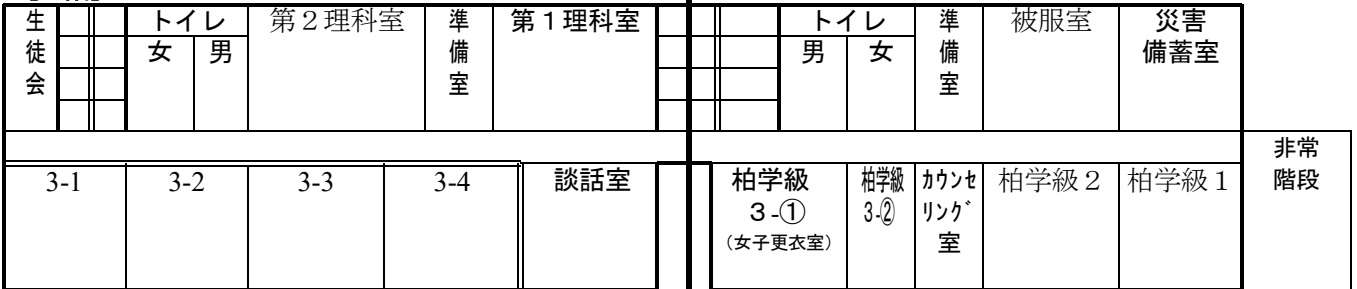 生徒会
トイレ
女 男
第２理科室
準備室
第１理科室
トイレ
男 女
準備室
被服室
災害
備蓄室
非常
階段
3-1
3-2
3-3
3-4
談話室
柏学級
３-①
（女子更衣室）
柏学級
３-②
カウンセ
リング
室
柏学級２
柏学級１